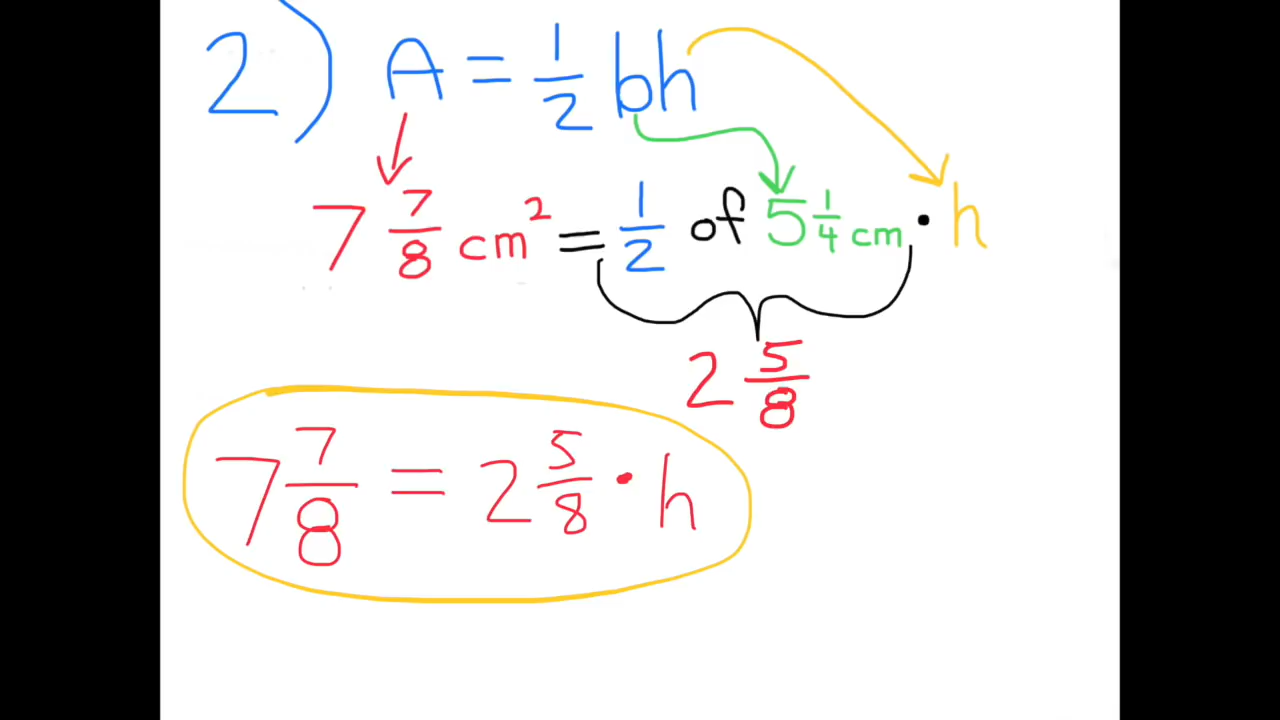 2) A = 1/2 bh
7 7/8 cm² = 1/2 of 5 1/4 cm · h
2 5/8
7 7/8 = 2 5/8 · h